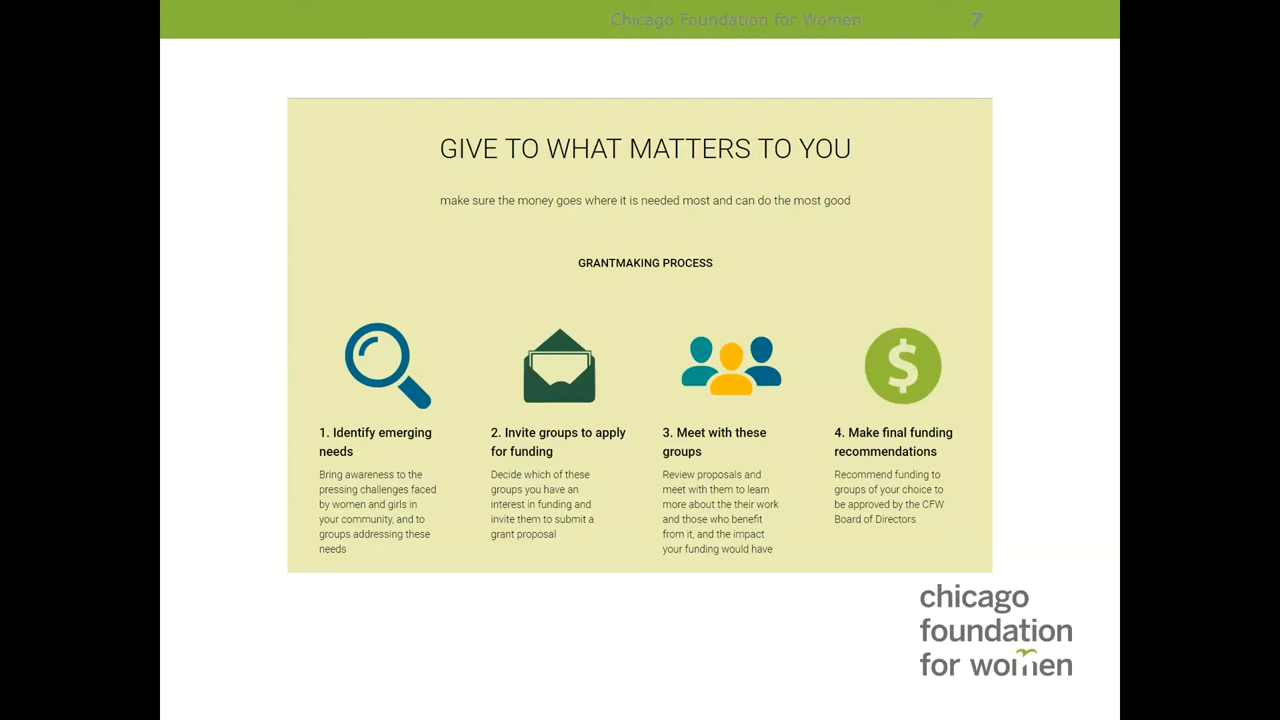 Chicago Foundation for Women 7
GIVE TO WHAT MATTERS TO YOU
make sure the money goes where it is needed most and can do the most good
GRANTMAKING PROCESS
$
1. Identify emerging
needs
Bring awareness to the
pressing challenges faced
by women and girls in
your community, and to
groups addressing these
needs
2. Invite groups to apply
for funding
Decide which of these
groups you have an
interest in funding and
invite them to submit a
grant proposal
3. Meet with these
groups
Review proposals and
meet with them to learn
more about the their work
and those who benefit
from it, and the impact
your funding would have
4. Make final funding
recommendations
Recommend funding to
groups of your choice to
be approved by the CFW
Board of Directors
chicago
foundation
for women